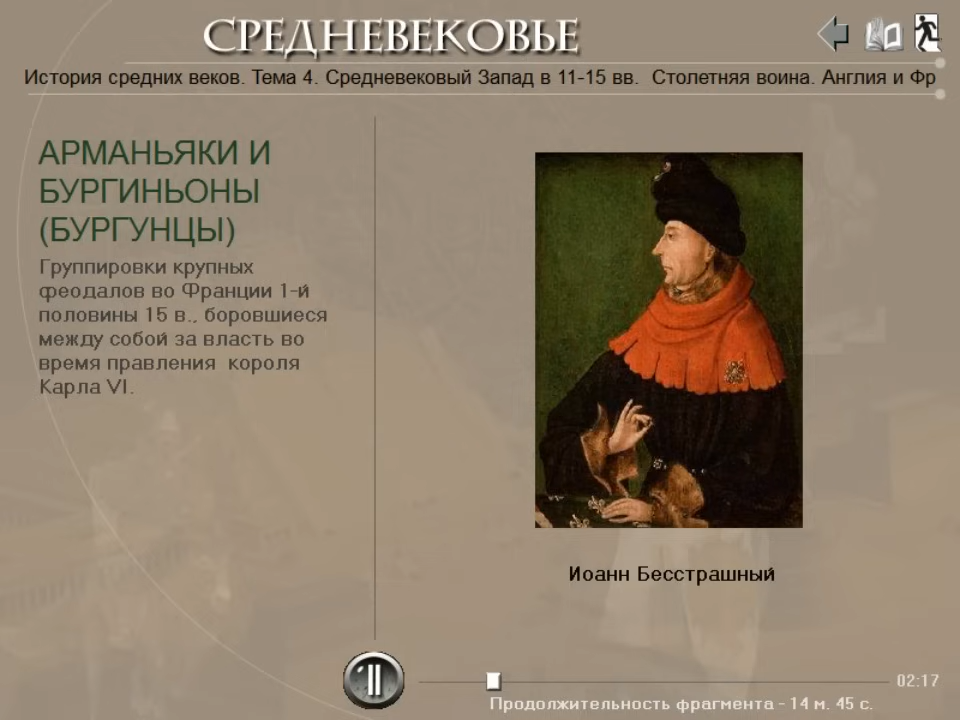 СРЕДНЕВЕКОВЬЕ
История средних веков. Тема 4. Средневековый Запад в 11-15 вв. Столетняя воина. Англия и Фр
АРМАНЬЯКИ И
БУРГИНЬОНЫ
(БУРГУНЦЫ)
Группировки крупных
феодалов во Франции 1-й
половины 15 в., боровшиеся
между собой за власть во
время правления короля
Карла VI.
Иоанн Бесстрашный
02:17
Продолжительность фрагмента - 14 м. 45 с.